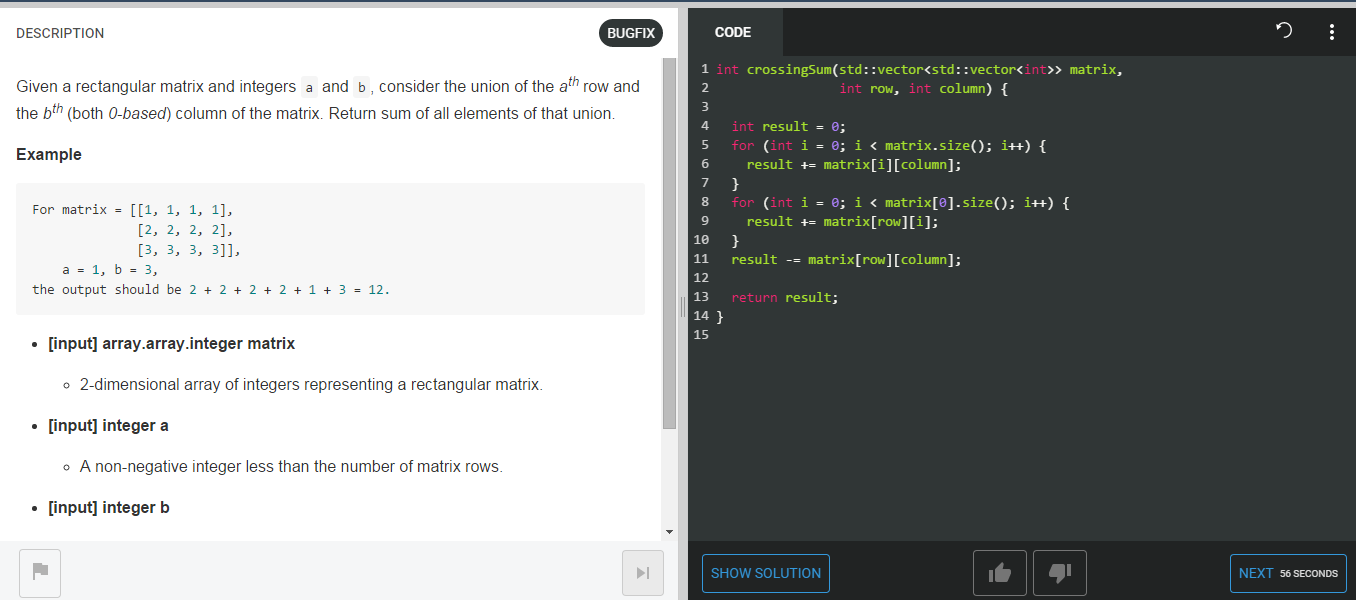 DESCRIPTION
BUGFIX
Given a rectangular matrix and integers a and b, consider the union of the ath row and
the bth (both 0-based) column of the matrix. Return sum of all elements of that union.
Example
For matrix = [[1, 1, 1, 1],
              [2, 2, 2, 2],
              [3, 3, 3, 3]],
    a = 1, b = 3,
the output should be 2 + 2 + 2 + 2 + 1 + 3 = 12.
• [input] array.array.integer matrix
◦ 2-dimensional array of integers representing a rectangular matrix.
• [input] integer a
◦ A non-negative integer less than the number of matrix rows.
• [input] integer b
CODE
1 int crossingSum(std::vector<std::vector<int>> matrix,
2                 int row, int column) {
3
4   int result = 0;
5   for (int i = 0; i < matrix.size(); i++) {
6     result += matrix[i][column];
7   }
8   for (int i = 0; i < matrix[0].size(); i++) {
9     result += matrix[row][i];
10   }
11   result -= matrix[row][column];
12
13   return result;
14 }
15
SHOW SOLUTION
NEXT 56 SECONDS